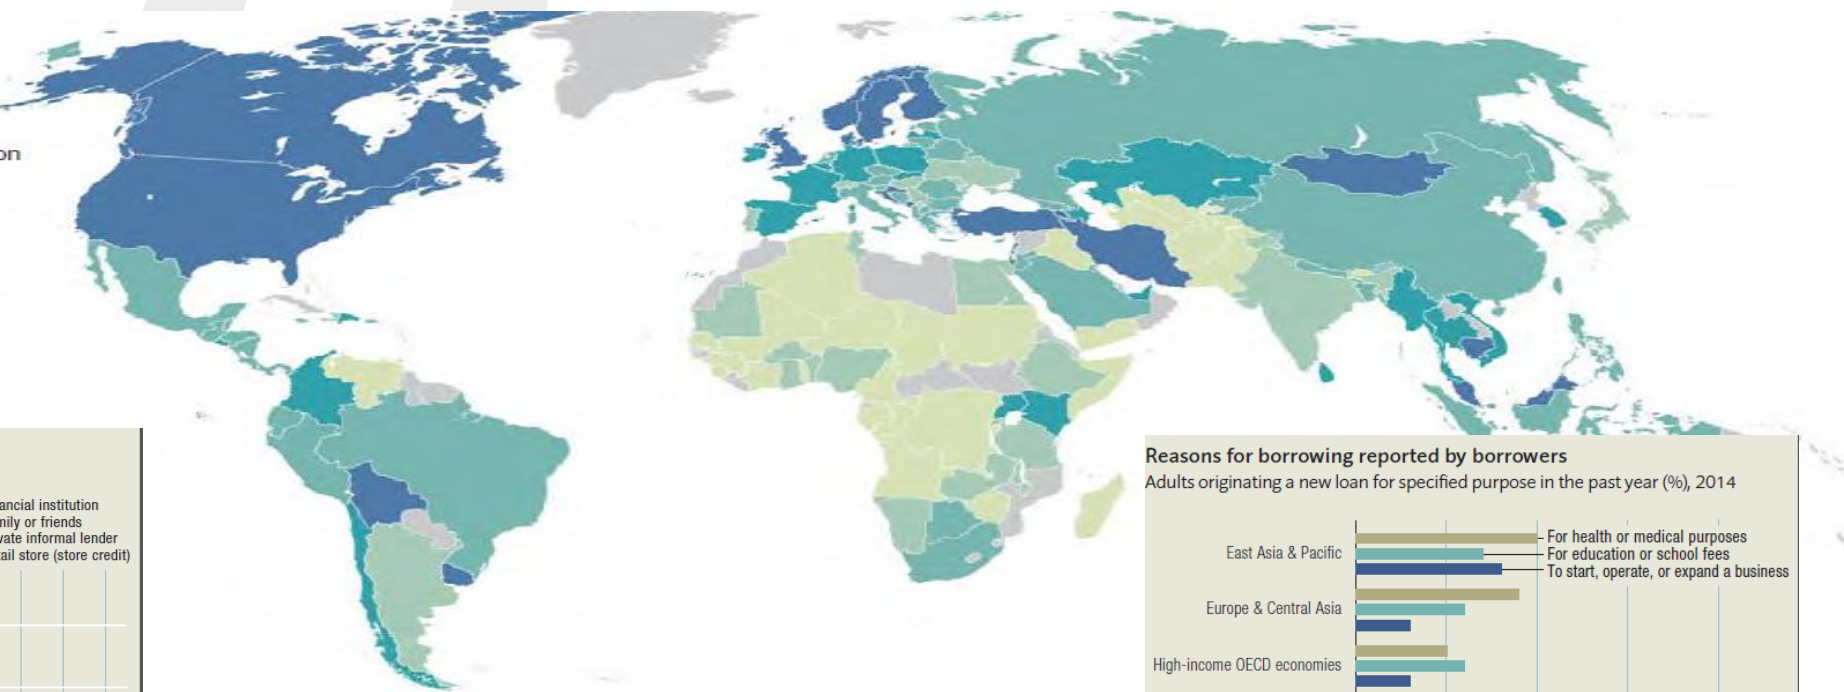 on
ancial institution
mily or friends
vate informal lender
tail store (store credit)
Reasons for borrowing reported by borrowers
Adults originating a new loan for specified purpose in the past year (%), 2014
East Asia & Pacific
For health or medical purposes
For education or school fees
To start, operate, or expand a business
Europe & Central Asia
High-income OECD economies